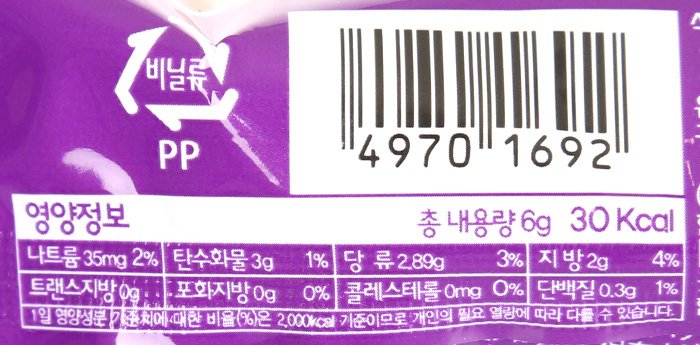 비닐류
PP
4970 1692
영양정보 총 내용량 6g 30 Kcal
나트륨 35mg 2% 탄수화물 3g 1% 당 류 2.89g 3% 지 방 2g 4%
트랜스지방 0g 포화지방 0g 0% 콜레스테롤 0mg 0% 단백질 0.3g 1%
1일 영양성분 기준치에 대한 비율(%)은 2,000kcal 기준이므로 개인의 필요 열량에 따라 다를 수 있습니다.